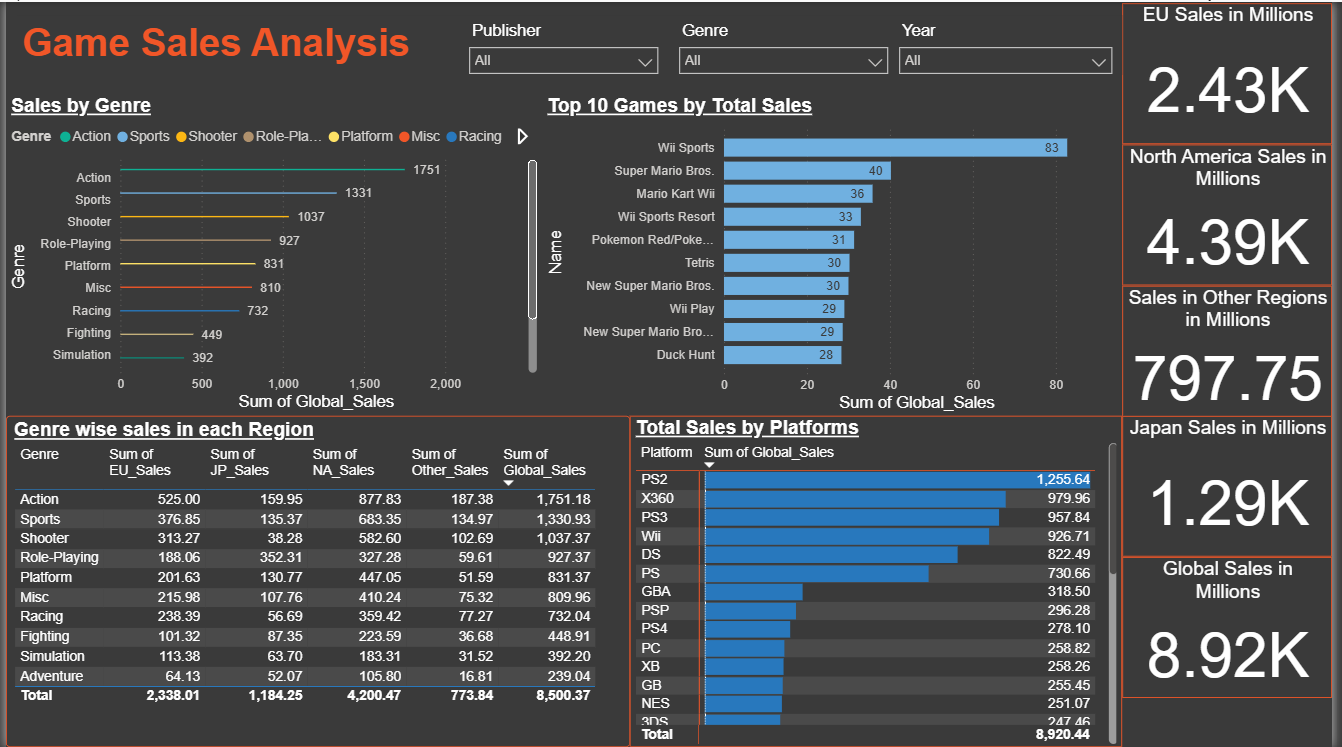 Game Sales Analysis
Publisher
All
Genre
All
Year
All
Sales by Genre
Genre Action Sports Shooter Role-Pla... Platform Misc Racing
Genre
Action 1751
Sports 1331
Shooter 1037
Role-Playing 927
Platform 831
Misc 810
Racing 732
Fighting 449
Simulation 392
0 500 1,000 1,500 2,000
Sum of Global_Sales
Top 10 Games by Total Sales
Name
Wii Sports 83
Super Mario Bros. 40
Mario Kart Wii 36
Wii Sports Resort 33
Pokemon Red/Poke... 31
Tetris 30
New Super Mario Bros. 30
Wii Play 29
New Super Mario Bro... 29
Duck Hunt 28
0 20 40 60 80
Sum of Global_Sales
EU Sales in Millions
2.43K
North America Sales in
Millions
4.39K
Sales in Other Regions
in Millions
797.75
Japan Sales in Millions
1.29K
Global Sales in
Millions
8.92K
Genre wise sales in each Region
Genre Sum of EU_Sales Sum of JP_Sales Sum of NA_Sales Sum of Other_Sales Sum of Global_Sales
Action 525.00 159.95 877.83 187.38 1,751.18
Sports 376.85 135.37 683.35 134.97 1,330.93
Shooter 313.27 38.28 582.60 102.69 1,037.37
Role-Playing 188.06 352.31 327.28 59.61 927.37
Platform 201.63 130.77 447.05 51.59 831.37
Misc 215.98 107.76 410.24 75.32 809.96
Racing 238.39 56.69 359.42 77.27 732.04
Fighting 101.32 87.35 223.59 36.68 448.91
Simulation 113.38 63.70 183.31 31.52 392.20
Adventure 64.13 52.07 105.80 16.81 239.04
Total 2,338.01 1,184.25 4,200.47 773.84 8,500.37
Total Sales by Platforms
Platform Sum of Global_Sales
PS2 1,255.64
X360 979.96
PS3 957.84
Wii 926.71
DS 822.49
PS 730.66
GBA 318.50
PSP 296.28
PS4 278.10
PC 258.82
XB 258.26
GB 255.45
NES 251.07
3DS 247.46
Total 8,920.44